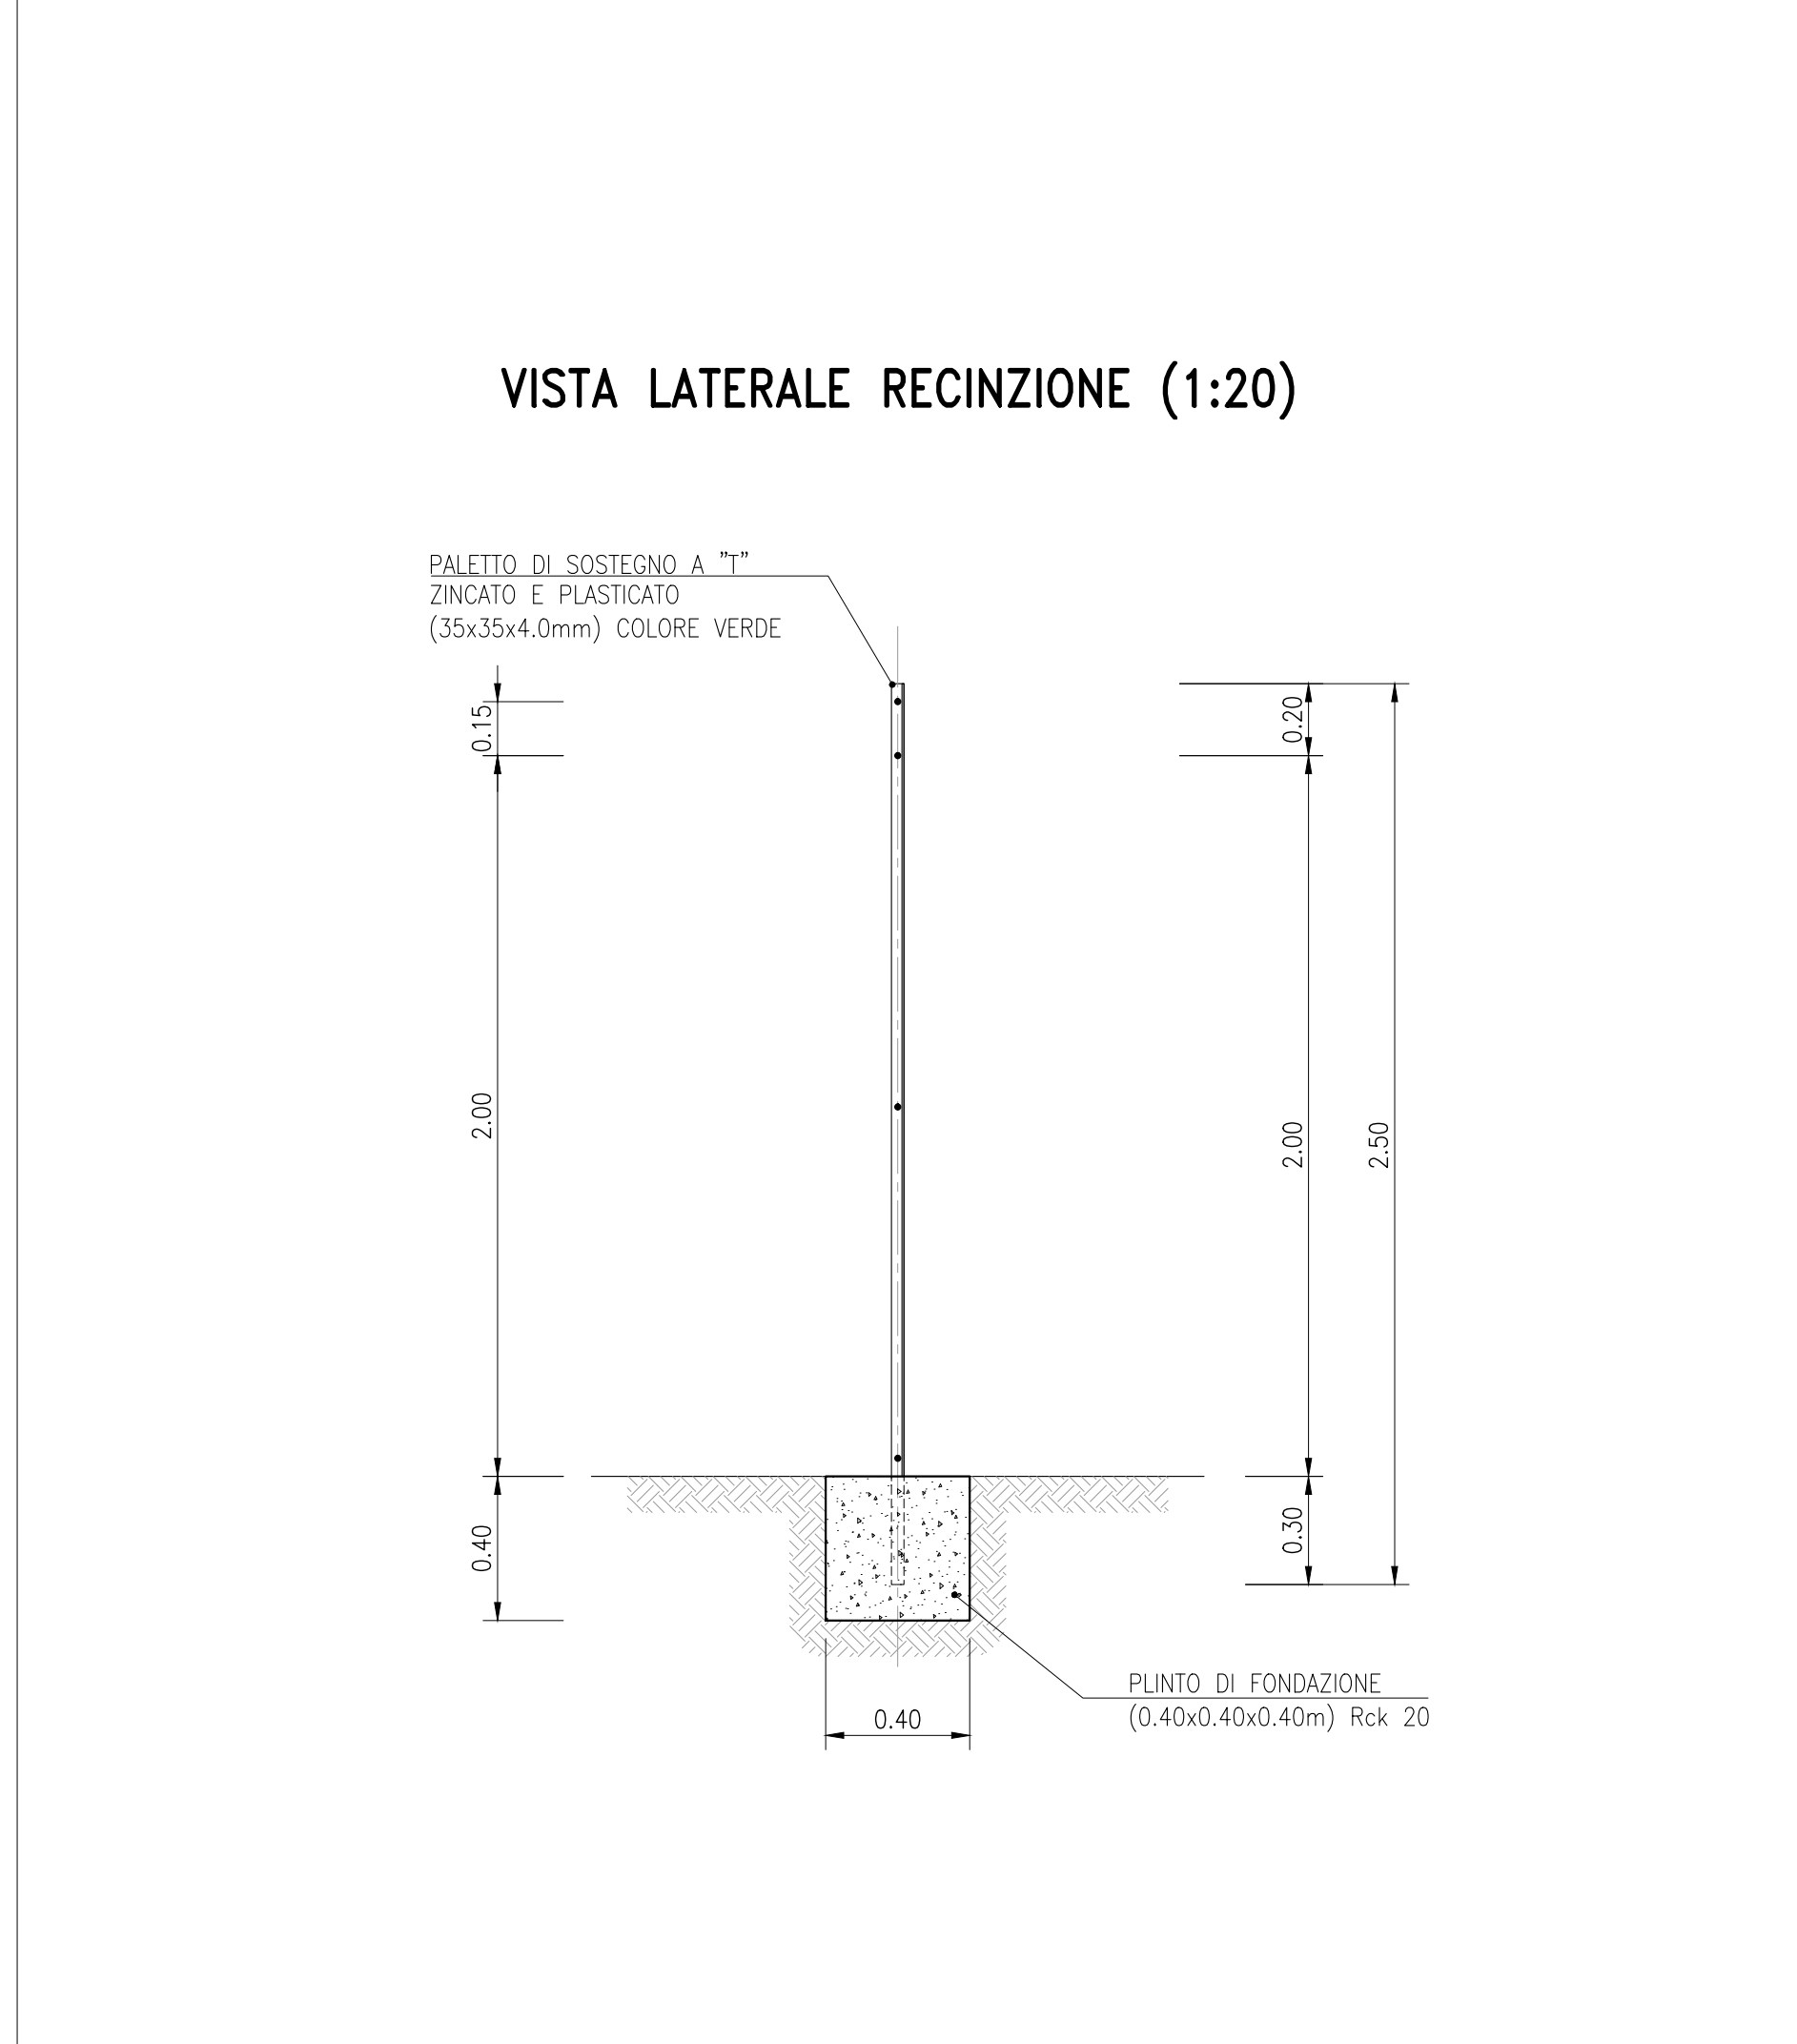 VISTA LATERALE RECINZIONE (1:20)
PALETTO DI SOSTEGNO A "T"
ZINCATO E PLASTICATO
(35x35x4.0mm) COLORE VERDE
0.15
0.20
2.00
2.00
2.50
0.40
0.30
PLINTO DI FONDAZIONE
(0.40x0.40x0.40m) Rck 20
0.40